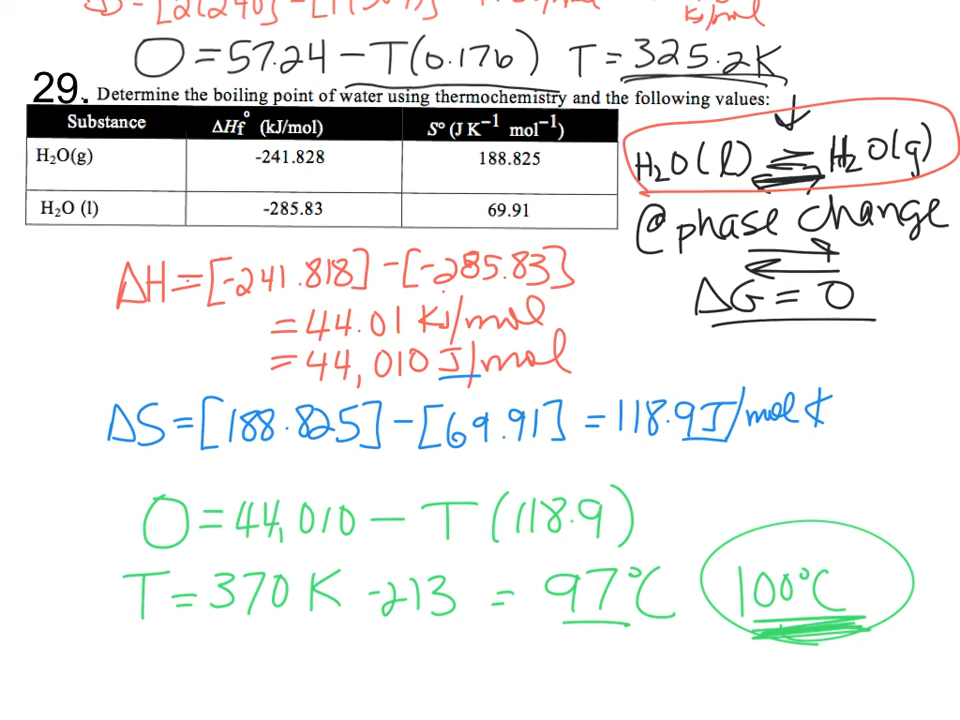 0 = 57.24 - T(0.176) T = 325.2K
29. Determine the boiling point of water using thermochemistry and the following values:
Substance ΔHf° (kJ/mol) S° (J K⁻¹ mol⁻¹)
H₂O(g) -241.828 188.825
H₂O (l) -285.83 69.91
H₂O(l) ⇌ H₂O(g)
@ phase change
⇌
ΔG = 0
ΔH = [-241.818] - [-285.83]
= 44.01 KJ/mol
= 44,010 J/mol
ΔS = [188.825] - [69.91] = 118.9 J/mol K
0 = 44,010 - T(118.9)
T = 370 K -213 = 97°C 100°C